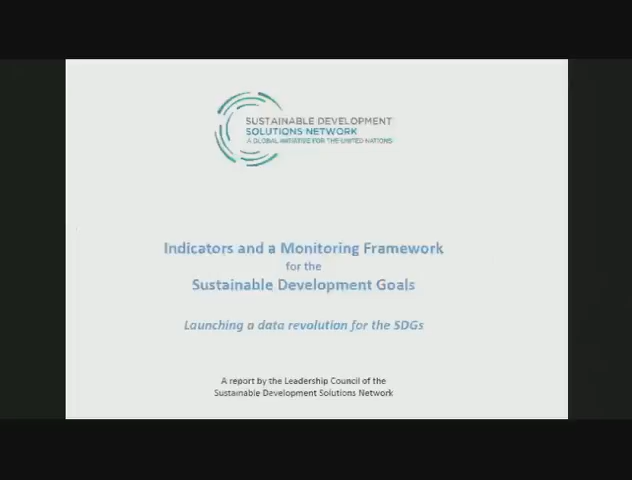 SUSTAINABLE DEVELOPMENT
SOLUTIONS NETWORK
A GLOBAL INITIATIVE FOR THE UNITED NATIONS
Indicators and a Monitoring Framework
for the
Sustainable Development Goals
Launching a data revolution for the SDGs
A report by the Leadership Council of the
Sustainable Development Solutions Network